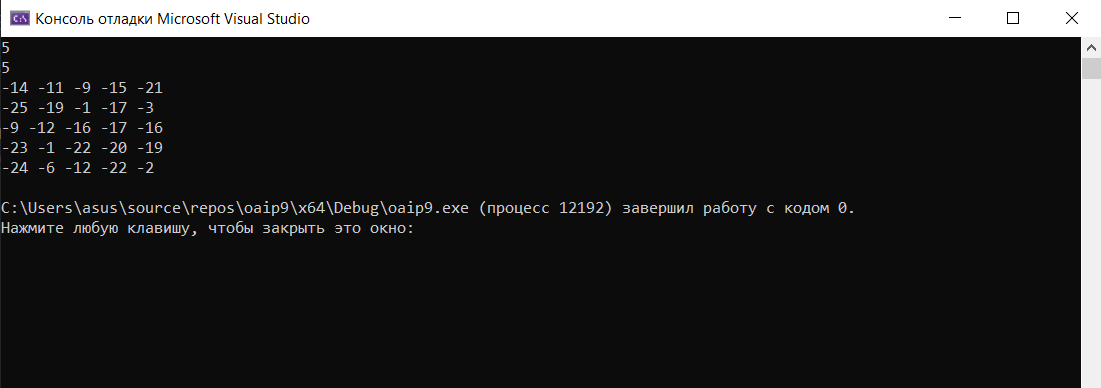 Консоль отладки Microsoft Visual Studio
5
5
-14 -11 -9 -15 -21
-25 -19 -1 -17 -3
-9 -12 -16 -17 -16
-23 -1 -22 -20 -19
-24 -6 -12 -22 -2
C:\Users\asus\source\repos\oaip9\x64\Debug\oaip9.exe (процесс 12192) завершил работу с кодом 0.
Нажмите любую клавишу, чтобы закрыть это окно: